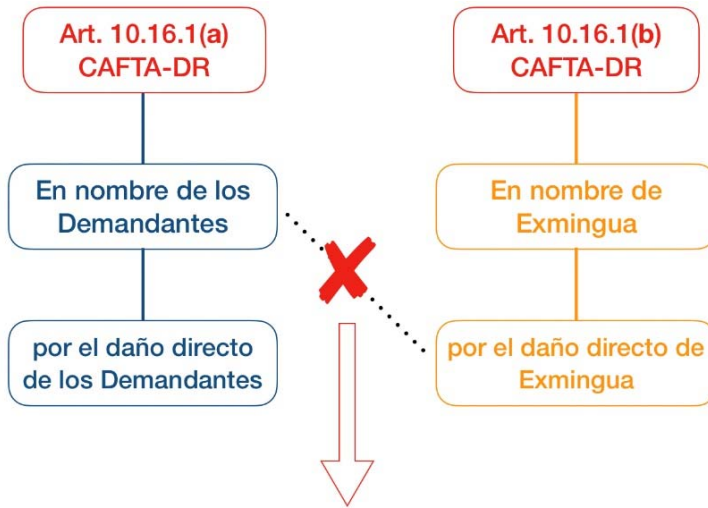 Art. 10.16.1(a)
CAFTA-DR
En nombre de los
Demandantes
por el daño directo
de los Demandantes
Art. 10.16.1(b)
CAFTA-DR
En nombre de
Exmingua
por el daño directo de
Exmingua